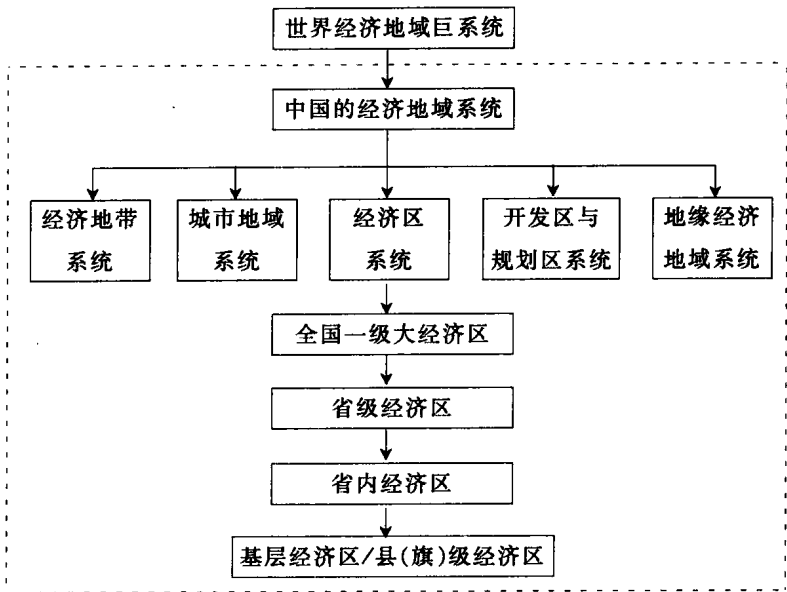 世界经济地域巨系统
中国的经济地域系统
经济地带
系统
城市地域
系统
经济区
系统
开发区与
规划区系统
地缘经济
地域系统
全国一级大经济区
省级经济区
省内经济区
基层经济区/县(旗)级经济区